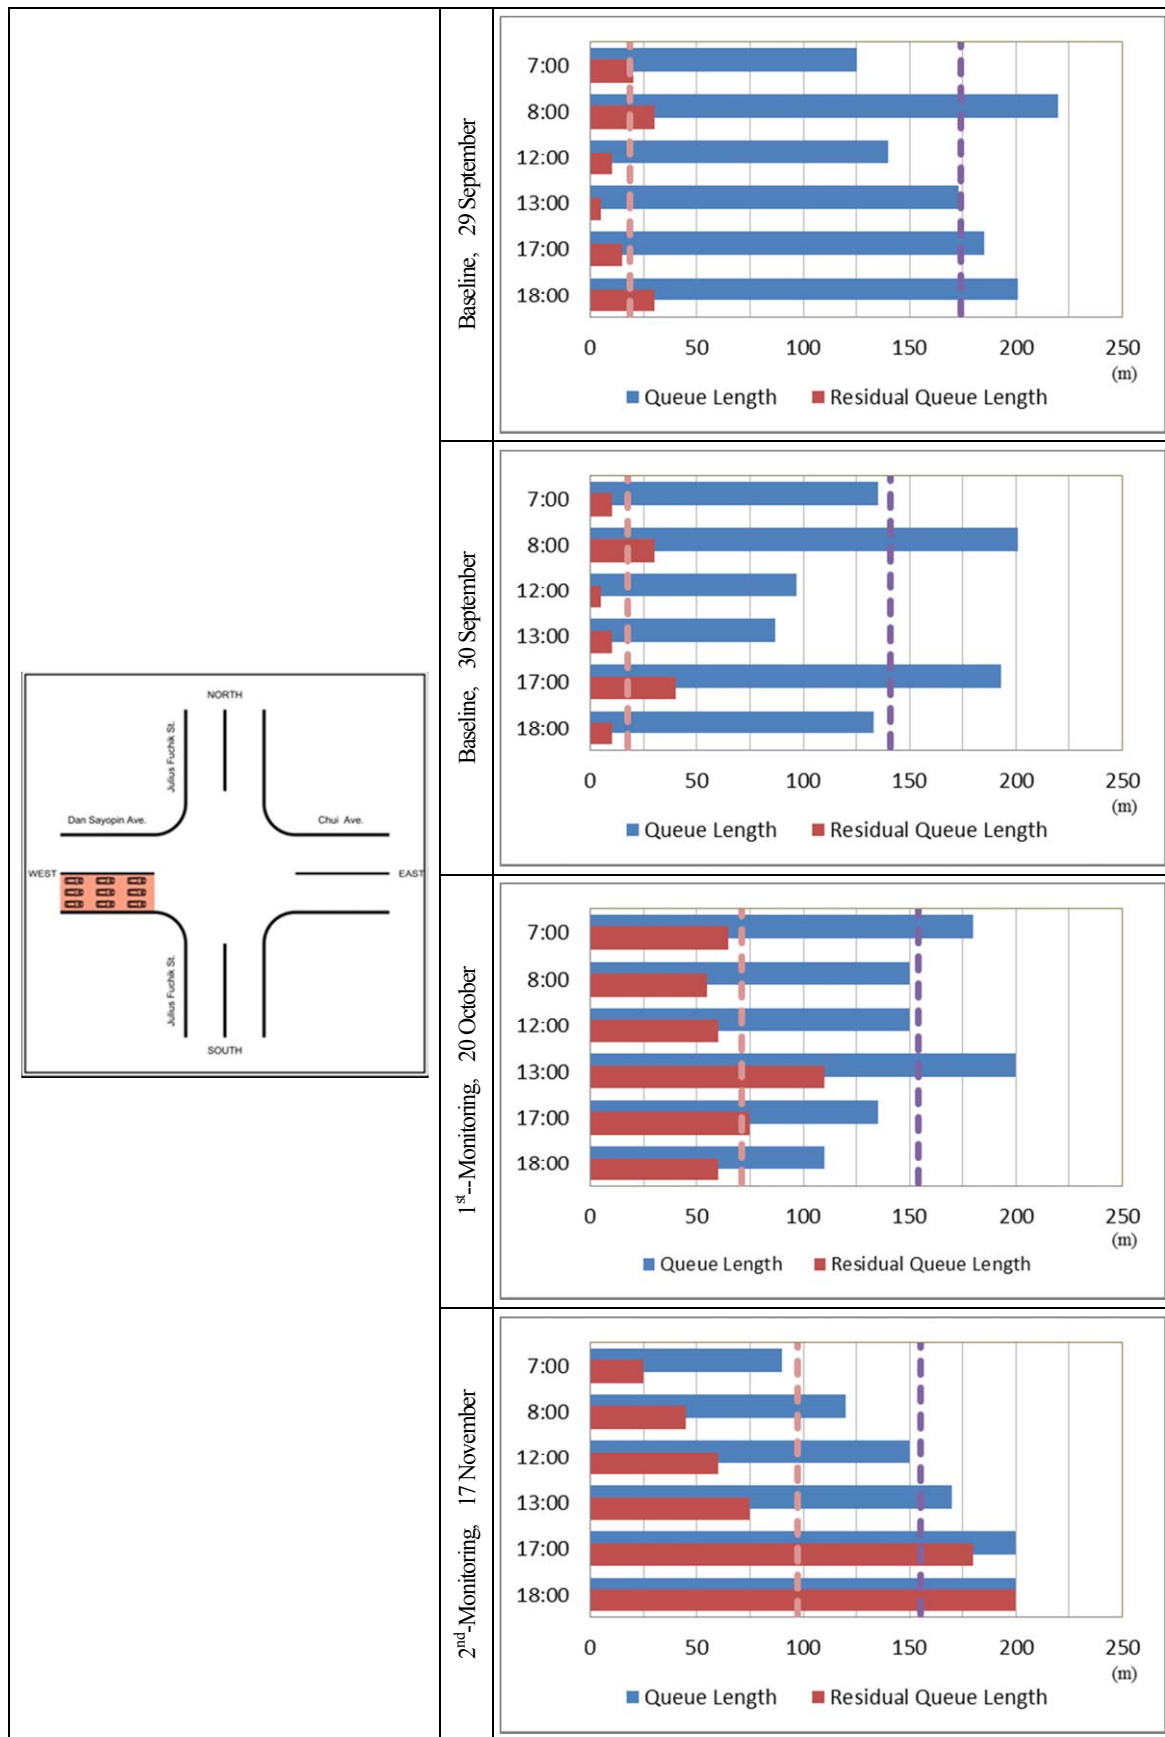 NORTH
Julius Fuchik St.
Dan Sayopin Ave.
Chui Ave.
WEST
EAST
Julius Fuchik St.
SOUTH
Baseline, 29 September
7:00
8:00
12:00
13:00
17:00
18:00
0 50 100 150 200 250
(m)
Queue Length Residual Queue Length
Baseline, 30 September
7:00
8:00
12:00
13:00
17:00
18:00
0 50 100 150 200 250
(m)
Queue Length Residual Queue Length
1st--Monitoring, 20 October
7:00
8:00
12:00
13:00
17:00
18:00
0 50 100 150 200 250
(m)
Queue Length Residual Queue Length
2nd-Monitoring, 17 November
7:00
8:00
12:00
13:00
17:00
18:00
0 50 100 150 200 250
(m)
Queue Length Residual Queue Length